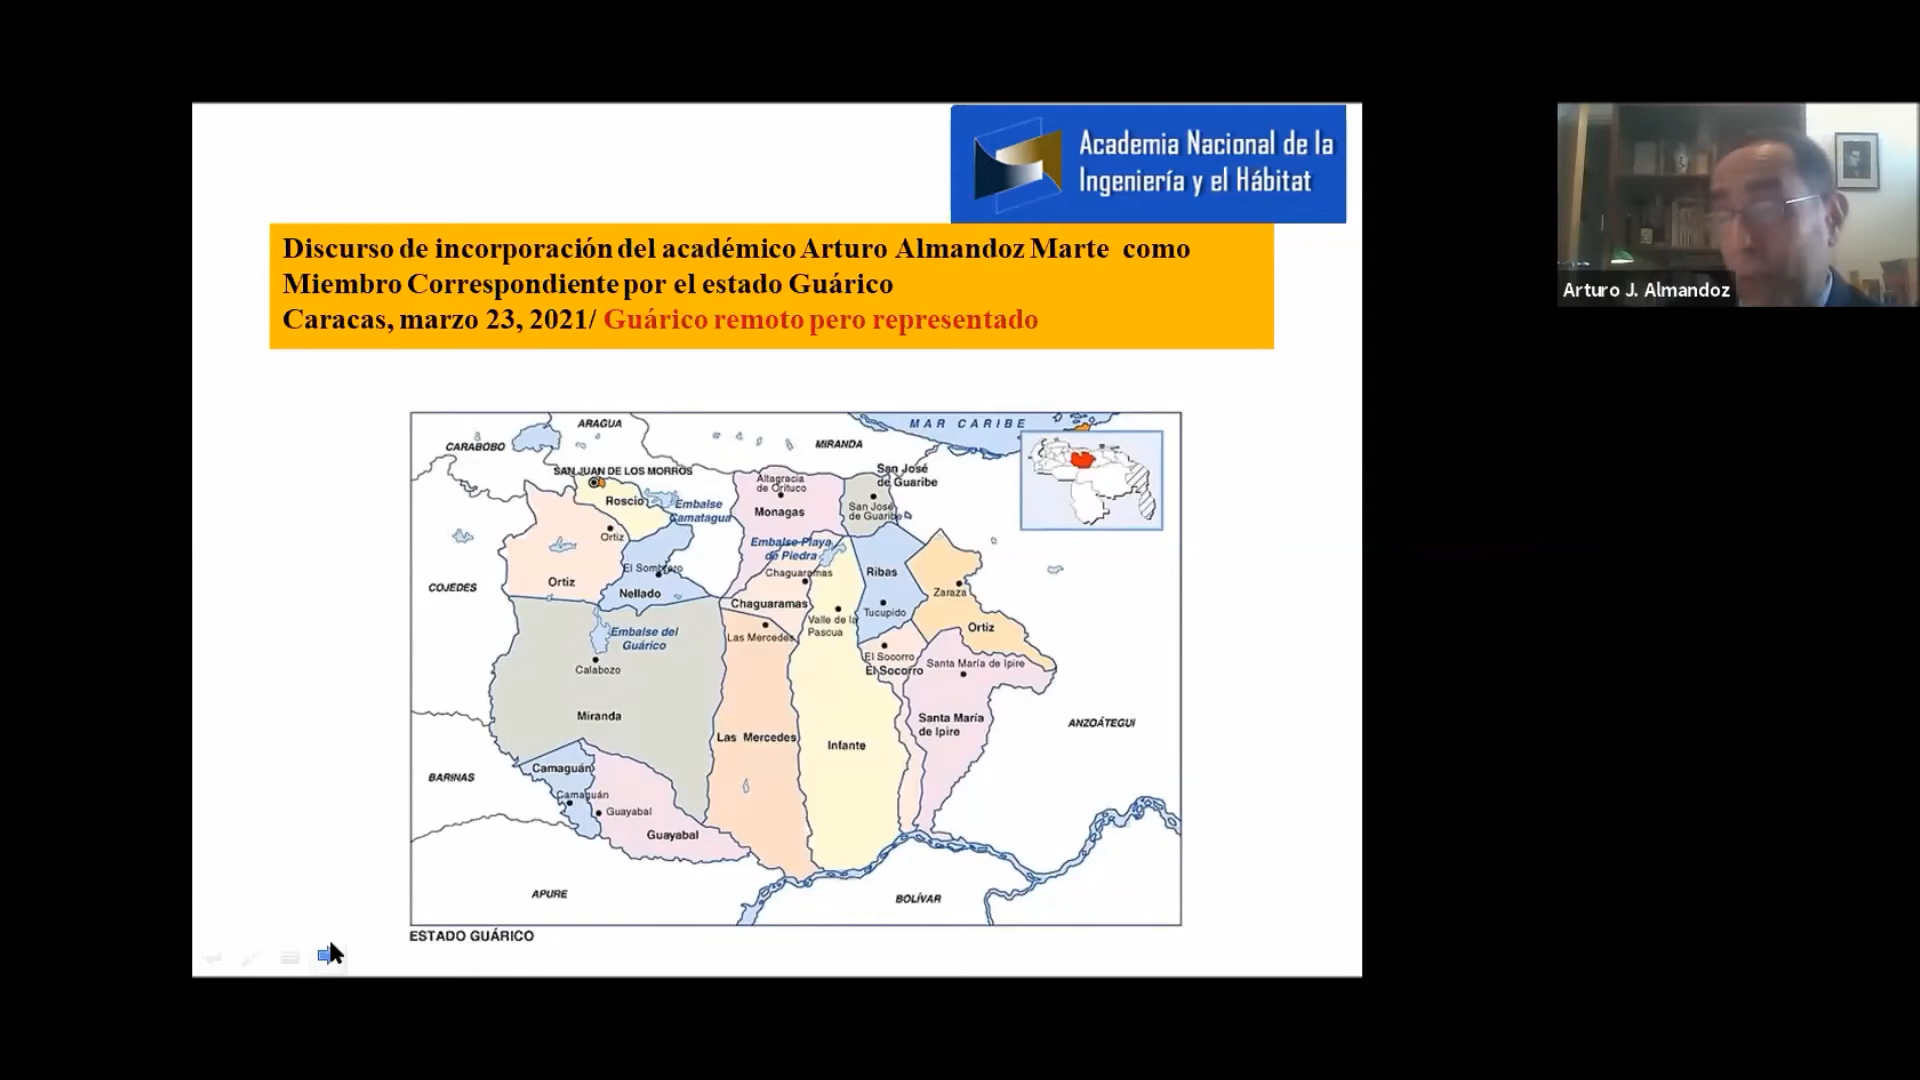 Academia Nacional de la
Ingeniería y el Hábitat
Discurso de incorporación del académico Arturo Almandoz Marte como
Miembro Correspondiente por el estado Guárico
Caracas, marzo 23, 2021/ Guárico remoto pero representado
Arturo J. Almandoz
MAR CARIBE
ARAGUA
CARABOBO
MIRANDA
SAN JUAN DE LOS MORROS
San José
de Guaribe
Altagracia
de Orituco
Roscio
Embalse
Camatagua
Monagas
San José
de Guaribe
Ortiz
Embalse Playa
de Piedra
El Sombrero
Chaguaramas
Ribas
Ortiz
COJEDES
Nellado
Zaraza
Chaguaramas
Tucupido
Valle de la
Pascua
Ortiz
Embalse del
Guárico
Las Mercedes
El Socorro
Santa María de Ipire
Calabozo
El Socorro
Miranda
Santa María
de Ipire
ANZOÁTEGUI
Las Mercedes
Infante
Camaguán
BARINAS
Camaguán
Guayabal
Guayabal
APURE
BOLÍVAR
ESTADO GUÁRICO